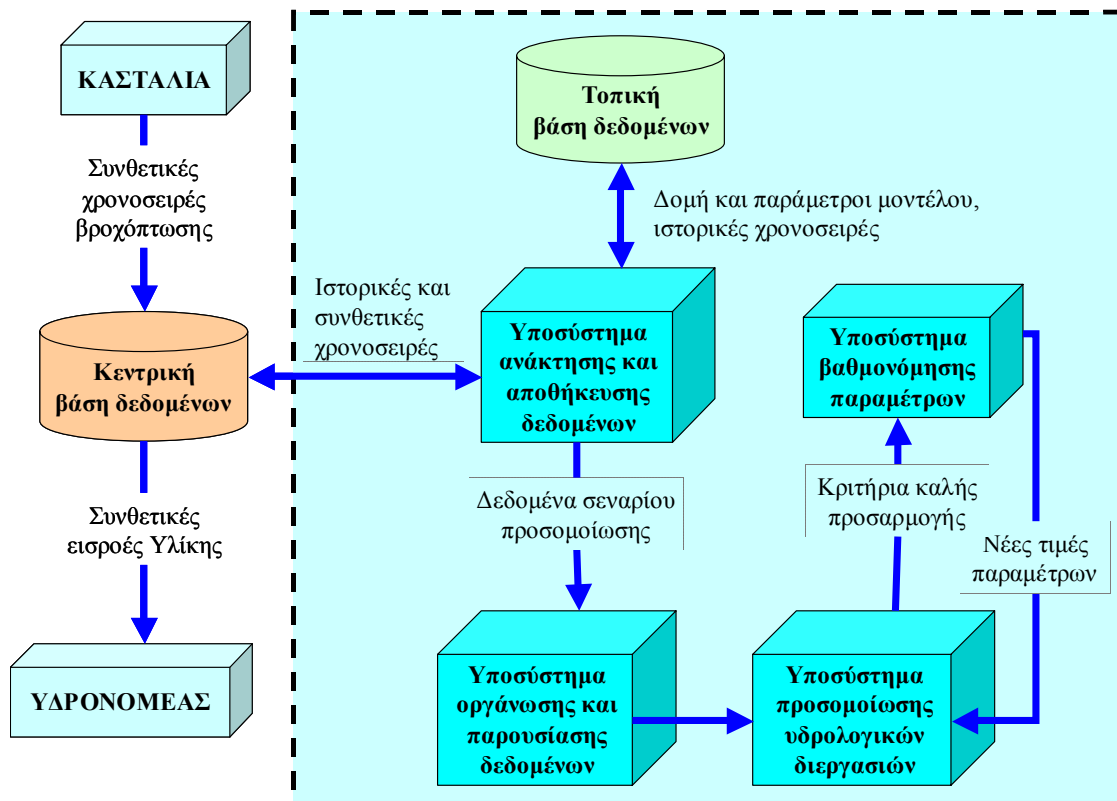 ΚΑΣΤΑΛΙΑ
Συνθετικές
χρονοσειρές
βροχόπτωσης
Κεντρική
βάση δεδομένων
Συνθετικές
εισροές Υλίκης
ΥΔΡΟΝΟΜΕΑΣ
Τοπική
βάση δεδομένων
Δομή και παράμετροι μοντέλου,
ιστορικές χρονοσειρές
Ιστορικές και
συνθετικές
χρονοσειρές
Υποσύστημα
ανάκτησης και
αποθήκευσης
δεδομένων
Υποσύστημα
βαθμονόμησης
παραμέτρων
Δεδομένα σεναρίου
προσομοίωσης
Κριτήρια καλής
προσαρμογής
Νέες τιμές
παραμέτρων
Υποσύστημα
οργάνωσης και
παρουσίασης
δεδομένων
Υποσύστημα
προσομοίωσης
υδρολογικών
διεργασιών